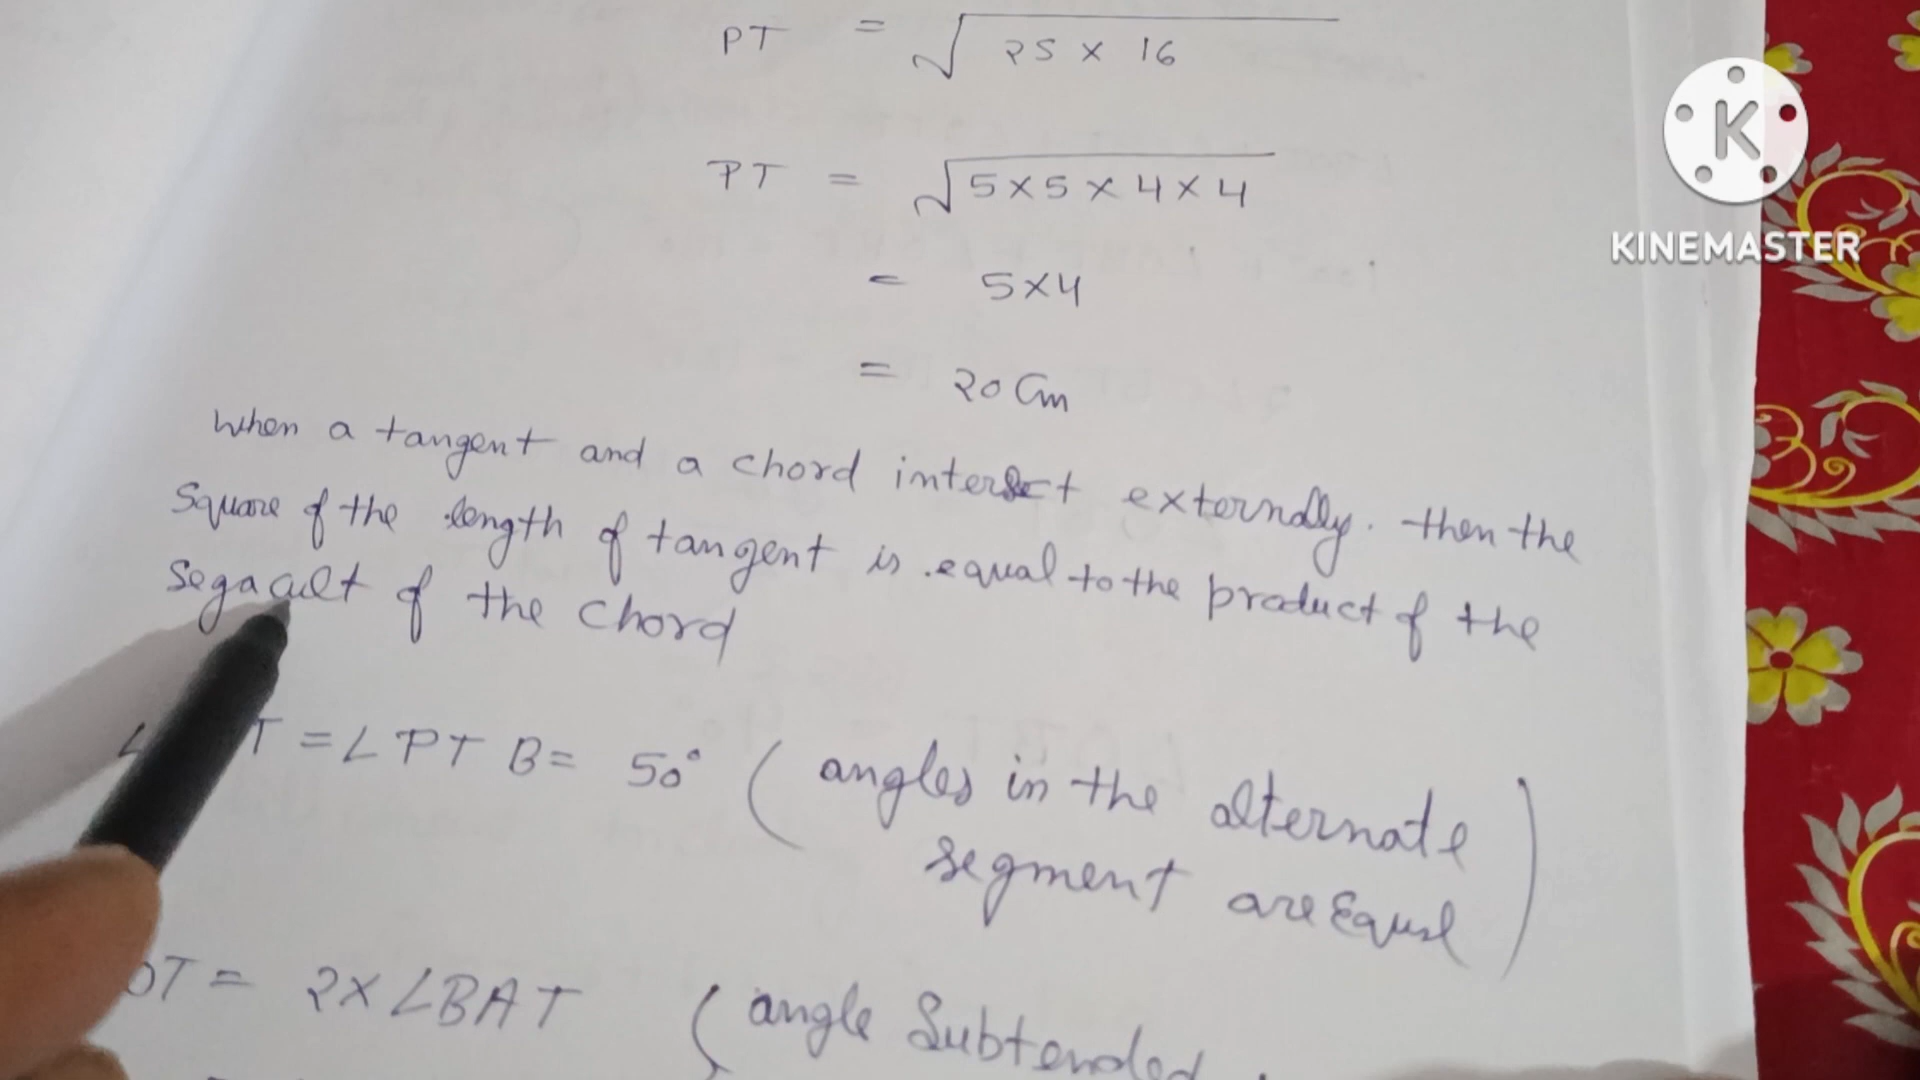 PT = √25 × 16
PT = √5×5×4×4
= 5×4
= 20 Cm
When a tangent and a chord intersect externally. then the
Square of the length of tangent is equal to the product of the
of the chord
T = ∠PTB = 50° (angles in the alternate
segment are Equal)
OT = 2×∠BAT (angle Subtended
K
KINEMASTER